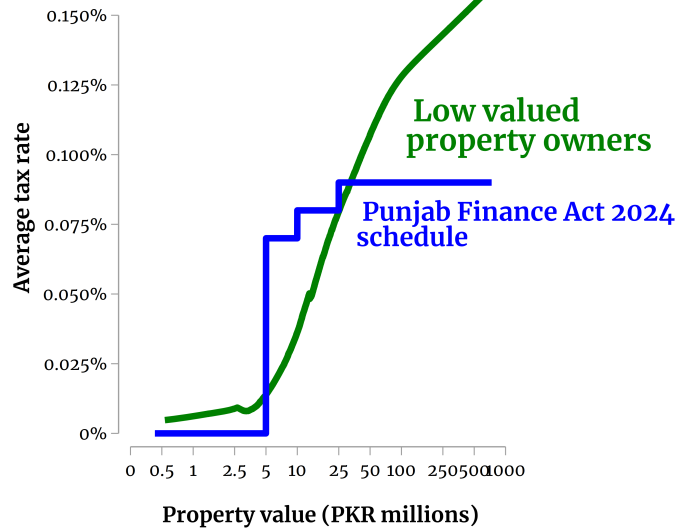 0.150%
0.125%
0.100%
0.075%
0.050%
0.025%
0%
Average tax rate
Low valued
property owners
Punjab Finance Act 2024
schedule
0 0.5 1 2.5 5 10 25 50 100 250 500 1000
Property value (PKR millions)